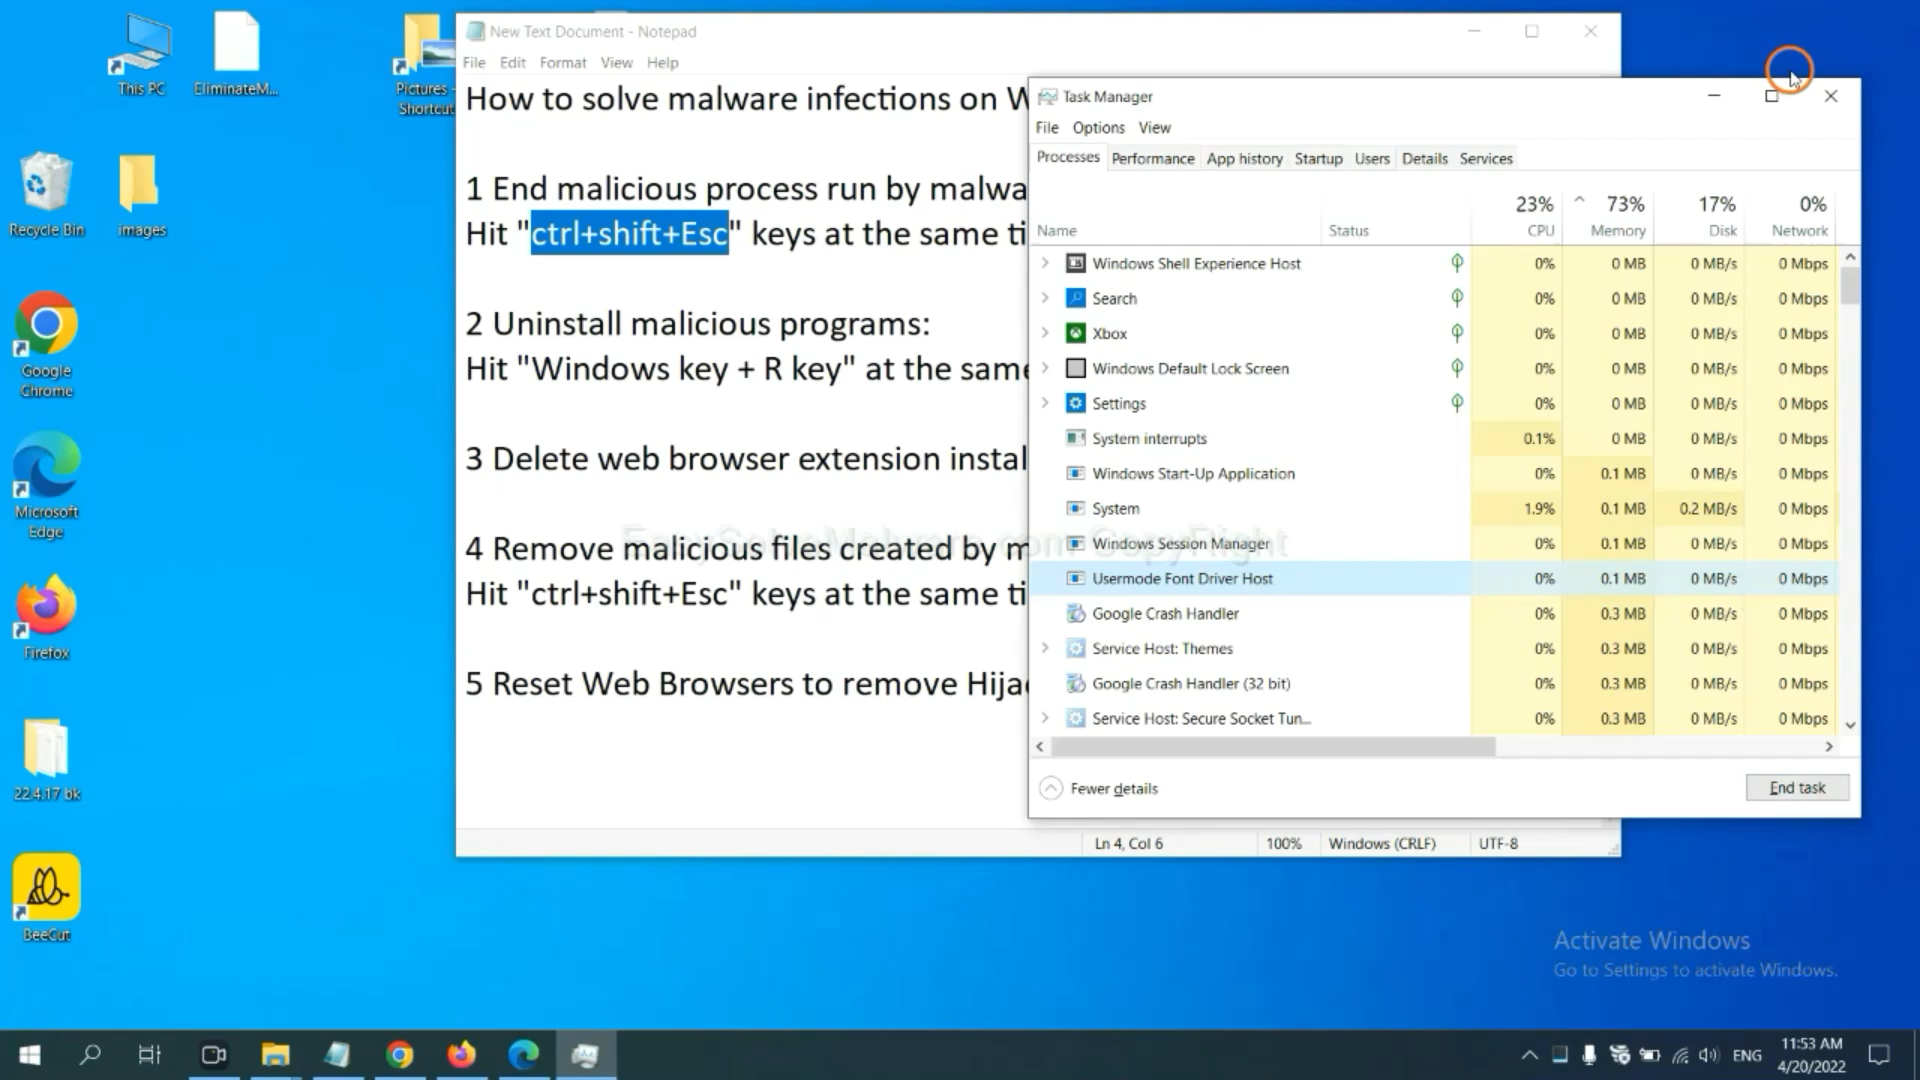 This PC
EliminateM...
Pictures -
Shortcut
Recycle Bin
images
Google
Chrome
Microsoft
Edge
Firefox
22.4.17 bk
BeeCut
New Text Document - Notepad
File Edit Format View Help
How to solve malware infections on W
1 End malicious process run by malwa
Hit "ctrl+shift+Esc" keys at the same ti
2 Uninstall malicious programs:
Hit "Windows key + R key" at the same
3 Delete web browser extension instal
4 Remove malicious files created by m
Hit "ctrl+shift+Esc" keys at the same ti
5 Reset Web Browsers to remove Hijac
Ln 4, Col 6 100% Windows (CRLF) UTF-8
Task Manager
File Options View
Processes Performance App history Startup Users Details Services
23% 73% 17% 0%
Name Status CPU Memory Disk Network
Windows Shell Experience Host 0% 0 MB 0 MB/s 0 Mbps
Search 0% 0 MB 0 MB/s 0 Mbps
Xbox 0% 0 MB 0 MB/s 0 Mbps
Windows Default Lock Screen 0% 0 MB 0 MB/s 0 Mbps
Settings 0% 0 MB 0 MB/s 0 Mbps
System interrupts 0.1% 0 MB 0 MB/s 0 Mbps
Windows Start-Up Application 0% 0.1 MB 0 MB/s 0 Mbps
System 1.9% 0.1 MB 0.2 MB/s 0 Mbps
Windows Session Manager 0% 0.1 MB 0 MB/s 0 Mbps
Usermode Font Driver Host 0% 0.1 MB 0 MB/s 0 Mbps
Google Crash Handler 0% 0.3 MB 0 MB/s 0 Mbps
Service Host: Themes 0% 0.3 MB 0 MB/s 0 Mbps
Google Crash Handler (32 bit) 0% 0.3 MB 0 MB/s 0 Mbps
Service Host: Secure Socket Tun... 0% 0.3 MB 0 MB/s 0 Mbps
Fewer details End task
EasySolveMalware.com CopyRight
Activate Windows
Go to Settings to activate Windows.
ENG
11:53 AM
4/20/2022